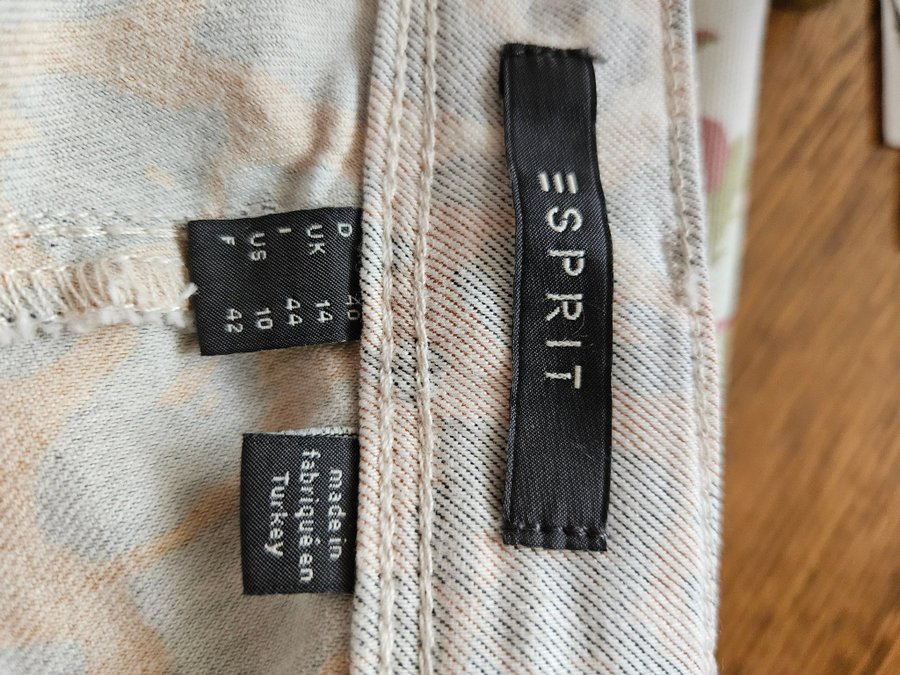 ESPRIT
D 40
UK 14
I 44
US 10
F 42
made in
fabriqué en
Turkey